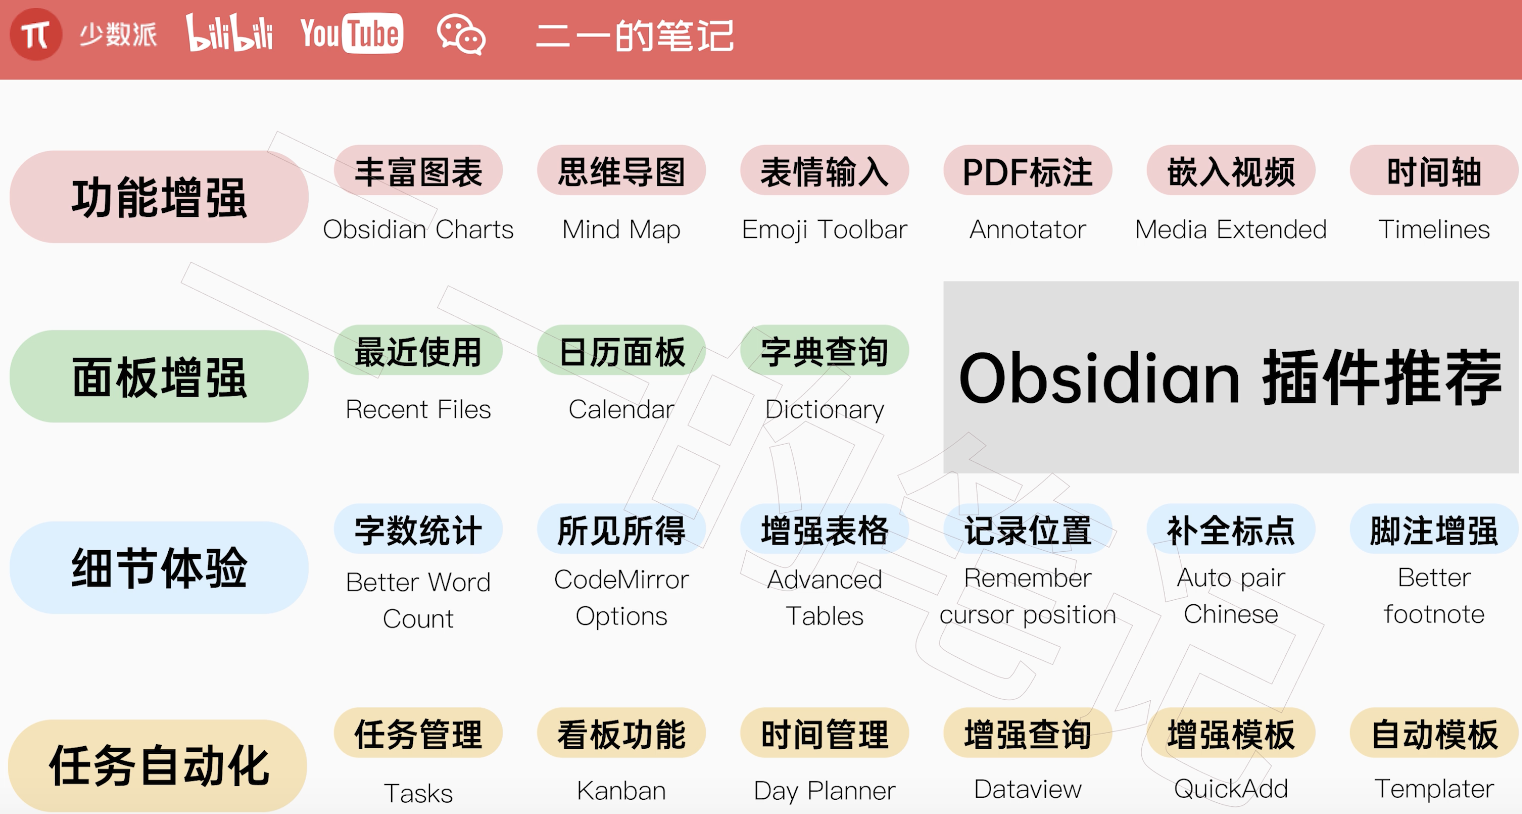 少数派 bilibili YouTube 二一的笔记
功能增强
丰富图表 思维导图 表情输入 PDF标注 嵌入视频 时间轴
Obsidian Charts Mind Map Emoji Toolbar Annotator Media Extended Timelines
面板增强
最近使用 日历面板 字典查询
Recent Files Calendar Dictionary
Obsidian 插件推荐
细节体验
字数统计 所见所得 增强表格 记录位置 补全标点 脚注增强
Better Word CodeMirror Advanced Remember Auto pair Better
Count Options Tables cursor position Chinese footnote
任务自动化
任务管理 看板功能 时间管理 增强查询 增强模板 自动模板
Tasks Kanban Day Planner Dataview QuickAdd Templater
二一的笔记